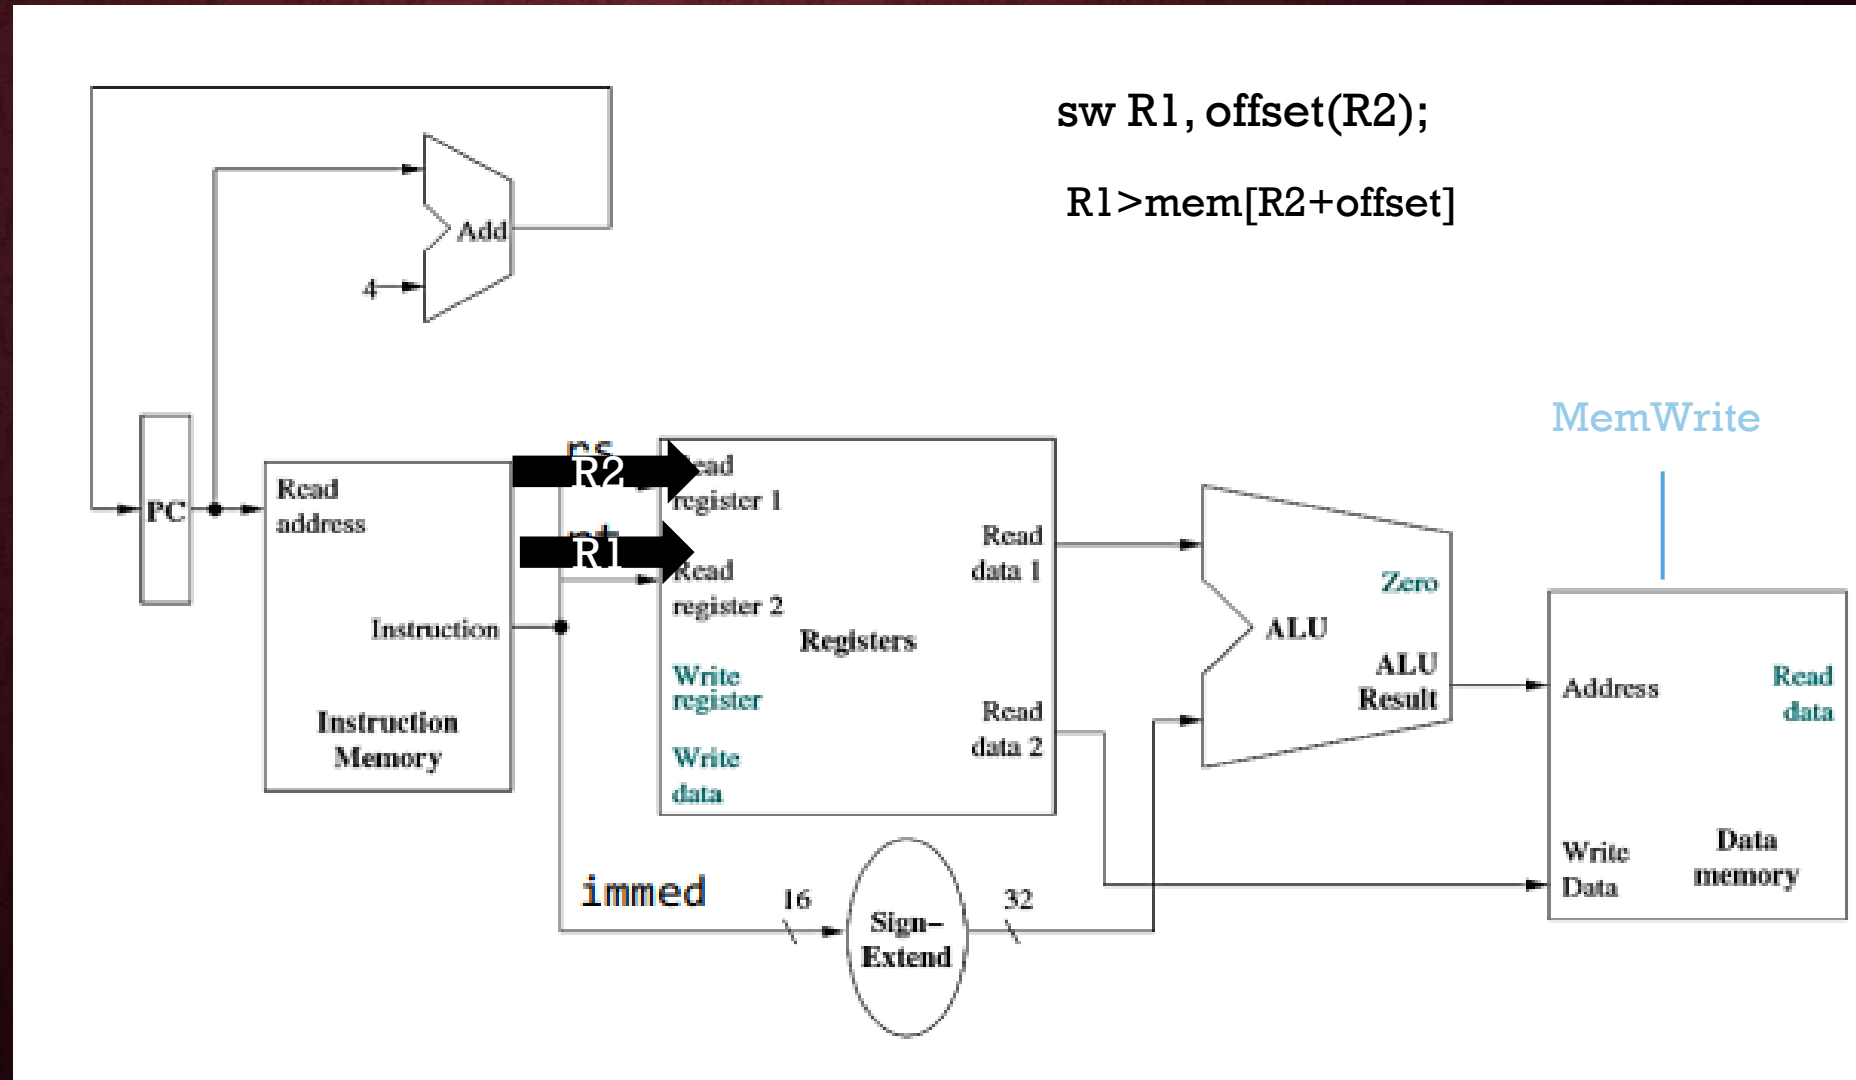 sw R1, offset(R2);
R1>mem[R2+offset]
Add
4
MemWrite
R2
R1
PC
Read
address
Instruction
Instruction
Memory
register 1
Read
register 2
Registers
Write
register
Write
data
Read
data 1
Read
data 2
Zero
ALU
ALU
Result
Address
Read
data
Write
Data
Data
memory
immed
16
Sign-
Extend
32